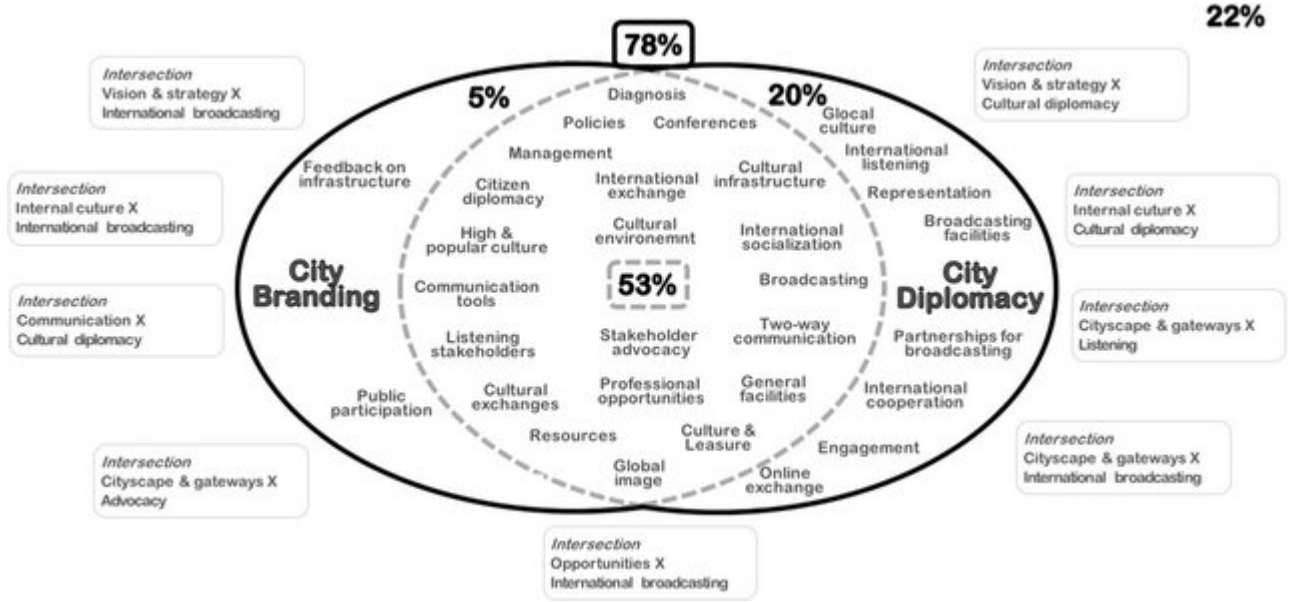 22%
78%
5%
20%
Intersection
Vision & strategy X
International broadcasting
Intersection
Internal cuture X
International broadcasting
Intersection
Communication X
Cultural diplomacy
Intersection
Cityscape & gateways X
Advocacy
City
Branding
Feedback on
infrastructure
Public
participation
Diagnosis
Policies
Conferences
Management
Citizen
diplomacy
International
exchange
Cultural
infrastructure
High &
popular culture
Cultural
environemnt
International
socialization
Communication
tools
53%
Broadcasting
Listening
stakeholders
Stakeholder
advocacy
Two-way
communication
Cultural
exchanges
Professional
opportunities
General
facilities
Resources
Culture &
Leasure
Global
image
Glocal
culture
International
listening
Representation
Broadcasting
facilities
City
Diplomacy
Partnerships for
broadcasting
International
cooperation
Engagement
Online
exchange
Intersection
Vision & strategy X
Cultural diplomacy
Intersection
Internal cuture X
Cultural diplomacy
Intersection
Cityscape & gateways X
Listening
Intersection
Cityscape & gateways X
International broadcasting
Intersection
Opportunities X
International broadcasting